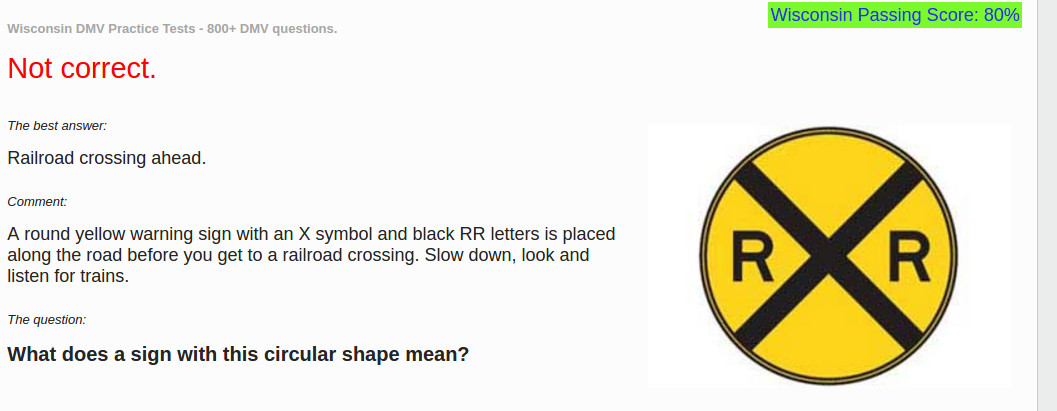 Wisconsin Passing Score: 80%
Wisconsin DMV Practice Tests - 800+ DMV questions.
Not correct.
The best answer:
Railroad crossing ahead.
Comment:
A round yellow warning sign with an X symbol and black RR letters is placed
along the road before you get to a railroad crossing. Slow down, look and
listen for trains.
The question:
What does a sign with this circular shape mean?
R R